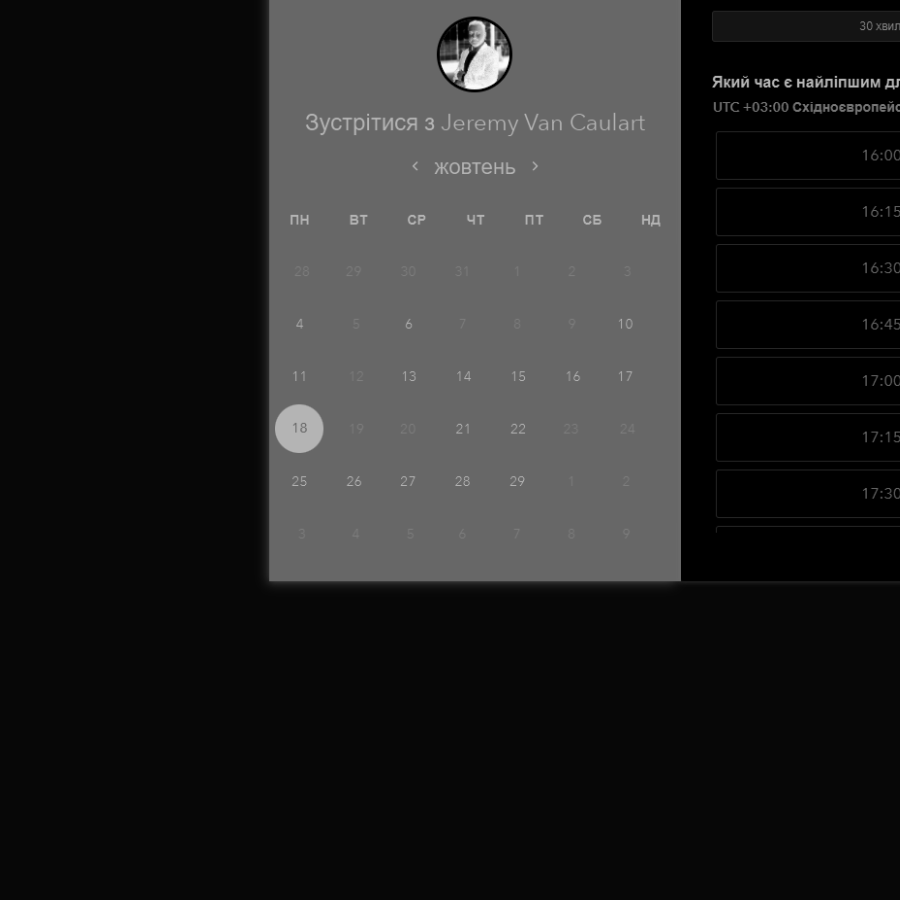 Зустрітися з Jeremy Van Caulart
‹ жовтень ›
ПН ВТ СР ЧТ ПТ СБ НД
28 29 30 31 1 2 3
4 5 6 7 8 9 10
11 12 13 14 15 16 17
18 19 20 21 22 23 24
25 26 27 28 29 1 2
3 4 5 6 7 8 9
30
Який час є найліпшим
UTC +03:00
16:00
16:15
16:30
16:45
17:00
17:15
17:30